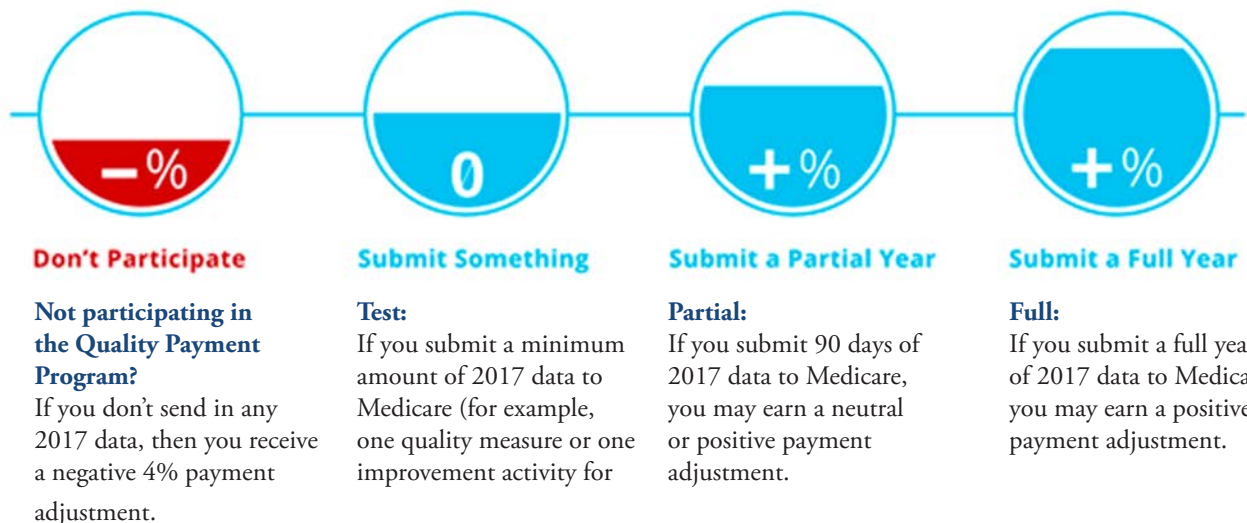 –%
0
+%
+%
Don't Participate
Submit Something
Submit a Partial Year
Submit a Full Year
Not participating in
the Quality Payment
Program?
If you don't send in any
2017 data, then you receive
a negative 4% payment
adjustment.
Test:
If you submit a minimum
amount of 2017 data to
Medicare (for example,
one quality measure or one
improvement activity for
Partial:
If you submit 90 days of
2017 data to Medicare,
you may earn a neutral
or positive payment
adjustment.
Full:
If you submit a full yea
of 2017 data to Medica
you may earn a positive
payment adjustment.